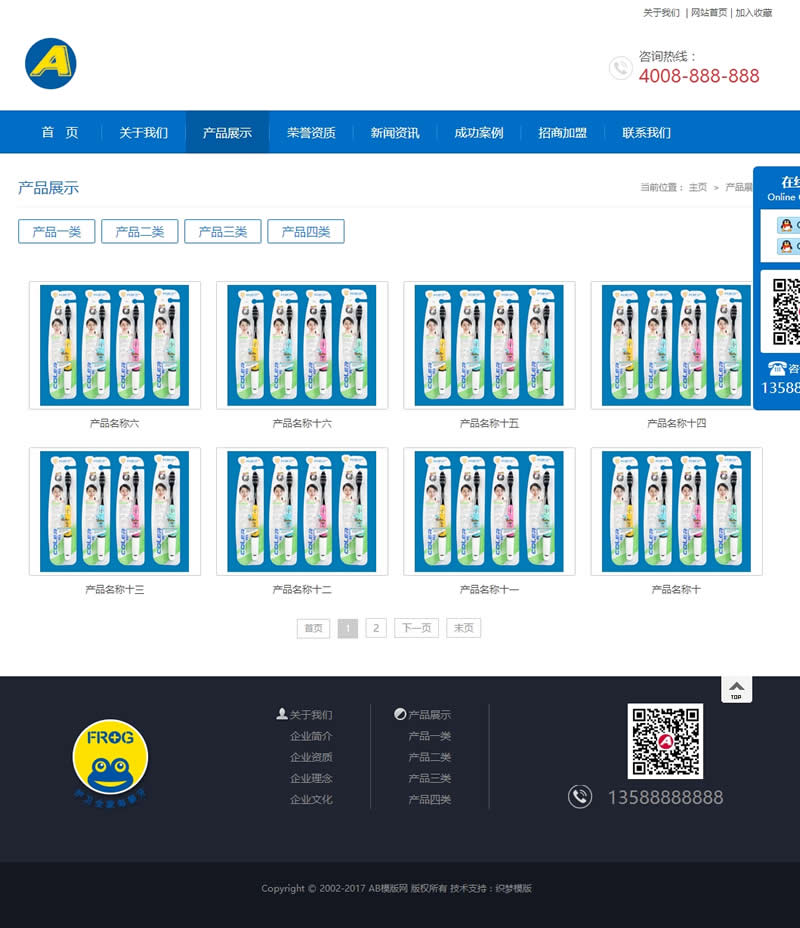 关于我们 | 网站首页 | 加入收藏
A
咨询热线：
4008-888-888
首 页 关于我们 产品展示 荣誉资质 新闻资讯 成功案例 招商加盟 联系我们
产品展示
当前位置： 主页 > 产品展
在线
Online
产品一类 产品二类 产品三类 产品四类
咨
13588
产品名称六 产品名称十六 产品名称十五 产品名称十四
产品名称十三 产品名称十二 产品名称十一 产品名称十
首页 1 2 下一页 末页
TOP
关于我们
企业简介
企业资质
企业理念
企业文化
产品展示
产品一类
产品二类
产品三类
产品四类
FROG
13588888888
Copyright © 2002-2017 AB模版网 版权所有 技术支持：织梦模版